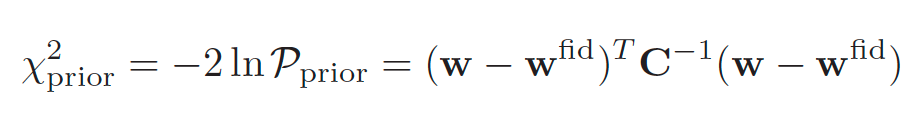 χ²_prior = −2 ln 𝒫_prior = (𝐰 − 𝐰^fid)^T 𝐂^−1 (𝐰 − 𝐰^fid)